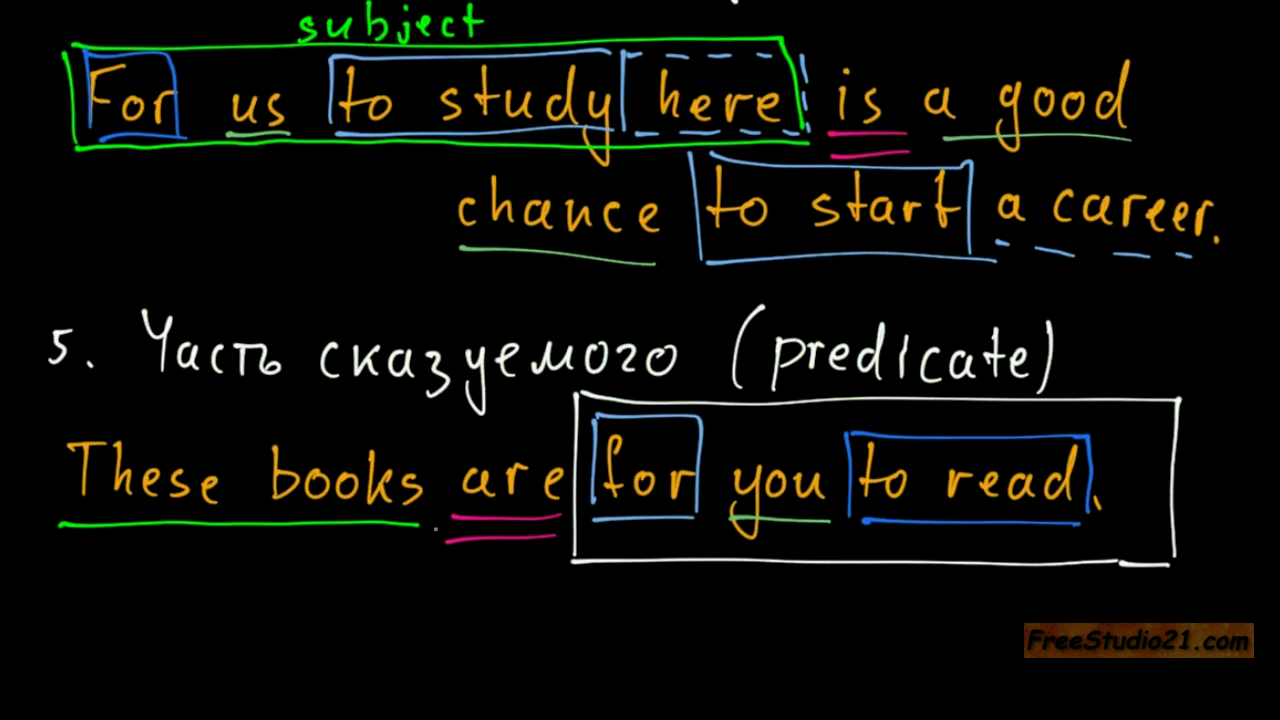 subject
For us to study here is a good
chance to start a career.
5. Часть сказуемого (predicate)
These books are for you to read.
FreeStudio21.com